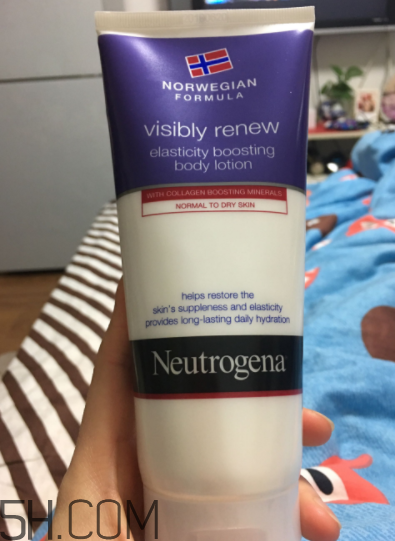 NORWEGIAN
FORMULA
visibly renew
elasticity boosting
body lotion
WITH COLLAGEN BOOSTING MINERALS
NORMAL TO DRY SKIN
helps restore the
skin's suppleness and elasticity
provides long-lasting daily hydration
Neutrogena
5H.COM